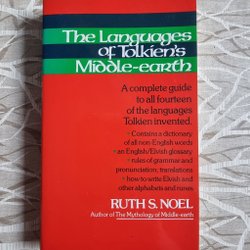 The Languages
of Tolkien's
Middle-earth
A complete guide
to all fourteen
of the languages
Tolkien invented.
- Contains a dictionary
of all non-English words
- an English/Elvish glossary
- rules of grammar and
pronunciation, translations
- how to write Elvish and
other alphabets and runes
RUTH S. NOEL
Author of The Mythology of Middle-earth